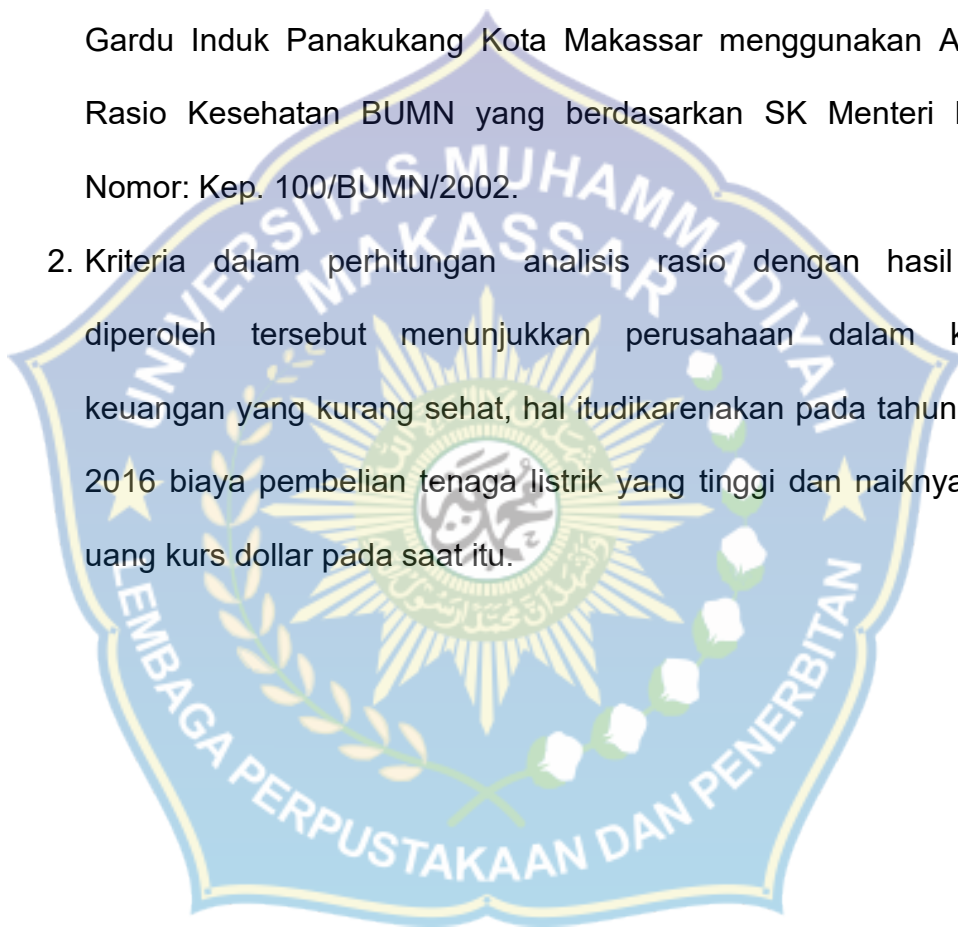 Gardu Induk Panakukang Kota Makassar menggunakan A
Rasio Kesehatan BUMN yang berdasarkan SK Menteri
Nomor: Kep. 100/BUMN/2002.
2. Kriteria dalam perhitungan analisis rasio dengan hasil
diperoleh tersebut menunjukkan perusahaan dalam k
keuangan yang kurang sehat, hal itudikarenakan pada tahun
2016 biaya pembelian tenaga listrik yang tinggi dan naiknya
uang kurs dollar pada saat itu.
UNIVERSITAS MUHAMMADIYAH
MAKASSAR
LEMBAGA PERPUSTAKAAN DAN PENERBITAN